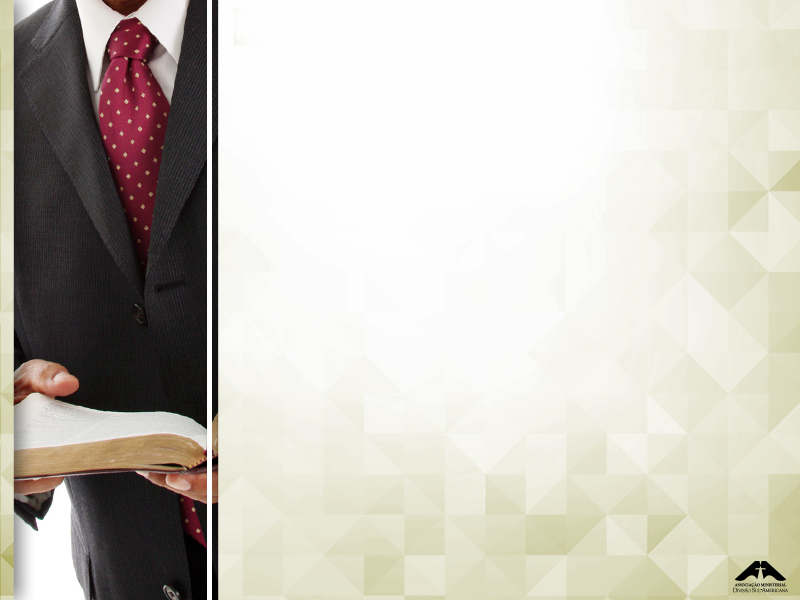 ASSOCIAÇÃO MINISTERIAL
DIVISÃO SUL-AMERICANA